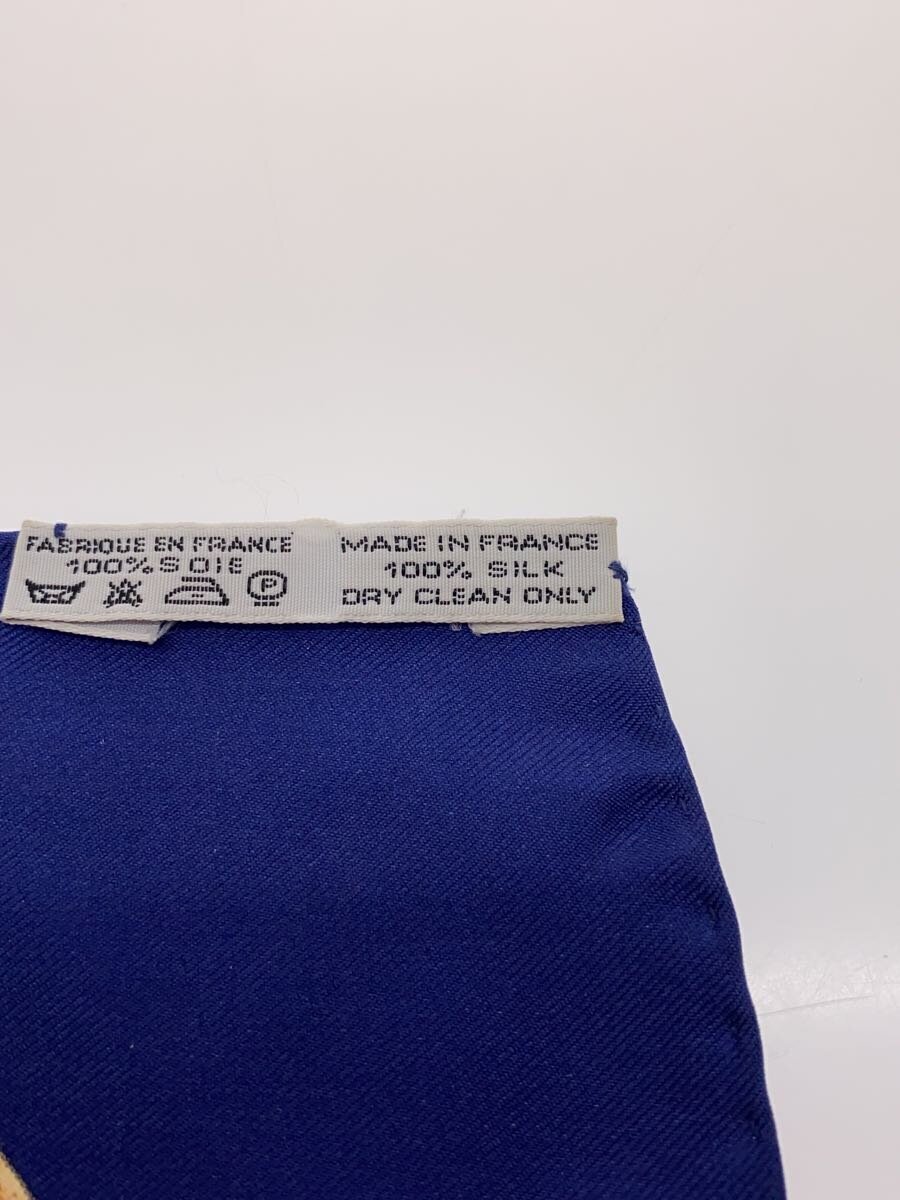 FABRIQUE EN FRANCE
100% SOIE
P
MADE IN FRANCE
100% SILK
DRY CLEAN ONLY